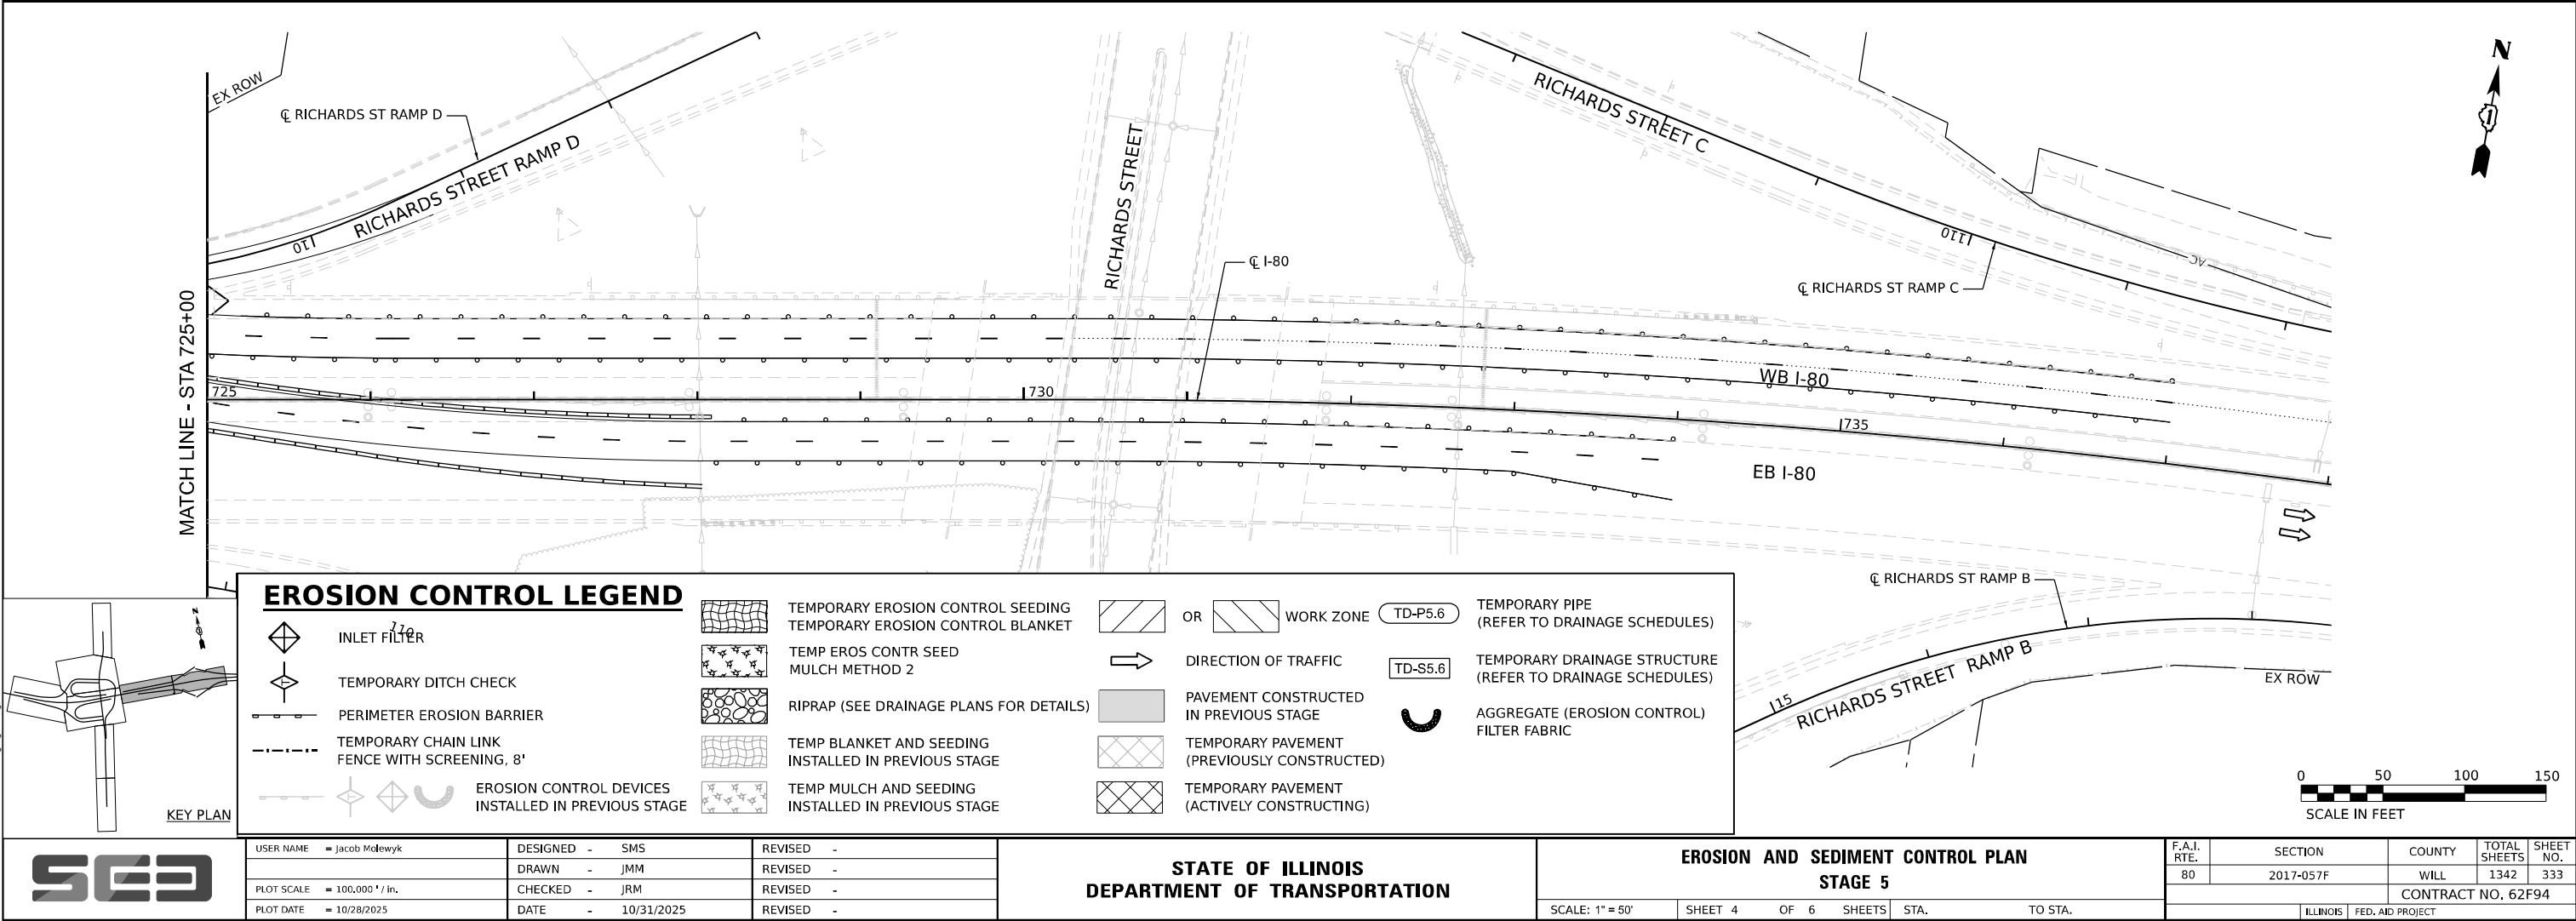 EX ROW
℄ RICHARDS ST RAMP D
RICHARDS STREET RAMP D
110
RICHARDS STREET
RICHARDS STREET C
N
1
1110
AC
℄ I-80
℄ RICHARDS ST RAMP C
MATCH LINE - STA 725+00
725
730
WB I-80
735
EB I-80
℄ RICHARDS ST RAMP B
RICHARDS STREET RAMP B
115
EX ROW
0 50 100 150
SCALE IN FEET
N
KEY PLAN
EROSION CONTROL LEGEND
110
INLET FILTER
TEMPORARY DITCH CHECK
PERIMETER EROSION BARRIER
TEMPORARY CHAIN LINK
FENCE WITH SCREENING, 8'
EROSION CONTROL DEVICES
INSTALLED IN PREVIOUS STAGE
TEMPORARY EROSION CONTROL SEEDING
TEMPORARY EROSION CONTROL BLANKET
TEMP EROS CONTR SEED
MULCH METHOD 2
RIPRAP (SEE DRAINAGE PLANS FOR DETAILS)
TEMP BLANKET AND SEEDING
INSTALLED IN PREVIOUS STAGE
TEMP MULCH AND SEEDING
INSTALLED IN PREVIOUS STAGE
OR WORK ZONE
DIRECTION OF TRAFFIC
PAVEMENT CONSTRUCTED
IN PREVIOUS STAGE
TEMPORARY PAVEMENT
(PREVIOUSLY CONSTRUCTED)
TEMPORARY PAVEMENT
(ACTIVELY CONSTRUCTING)
TD-P5.6
TEMPORARY PIPE
(REFER TO DRAINAGE SCHEDULES)
TD-S5.6
TEMPORARY DRAINAGE STRUCTURE
(REFER TO DRAINAGE SCHEDULES)
AGGREGATE (EROSION CONTROL)
FILTER FABRIC
SEC
USER NAME = Jacob Molewyk
PLOT SCALE = 100.000 ' / in.
PLOT DATE = 10/28/2025
DESIGNED - SMS
DRAWN - JMM
CHECKED - JRM
DATE - 10/31/2025
REVISED -
REVISED -
REVISED -
REVISED -
STATE OF ILLINOIS
DEPARTMENT OF TRANSPORTATION
EROSION AND SEDIMENT CONTROL PLAN
STAGE 5
SCALE: 1" = 50' SHEET 4 OF 6 SHEETS STA. TO STA.
F.A.I. RTE. SECTION COUNTY TOTAL SHEETS SHEET NO.
80 2017-057F WILL 1342 333
CONTRACT NO. 62F94
ILLINOIS FED. AID PROJECT